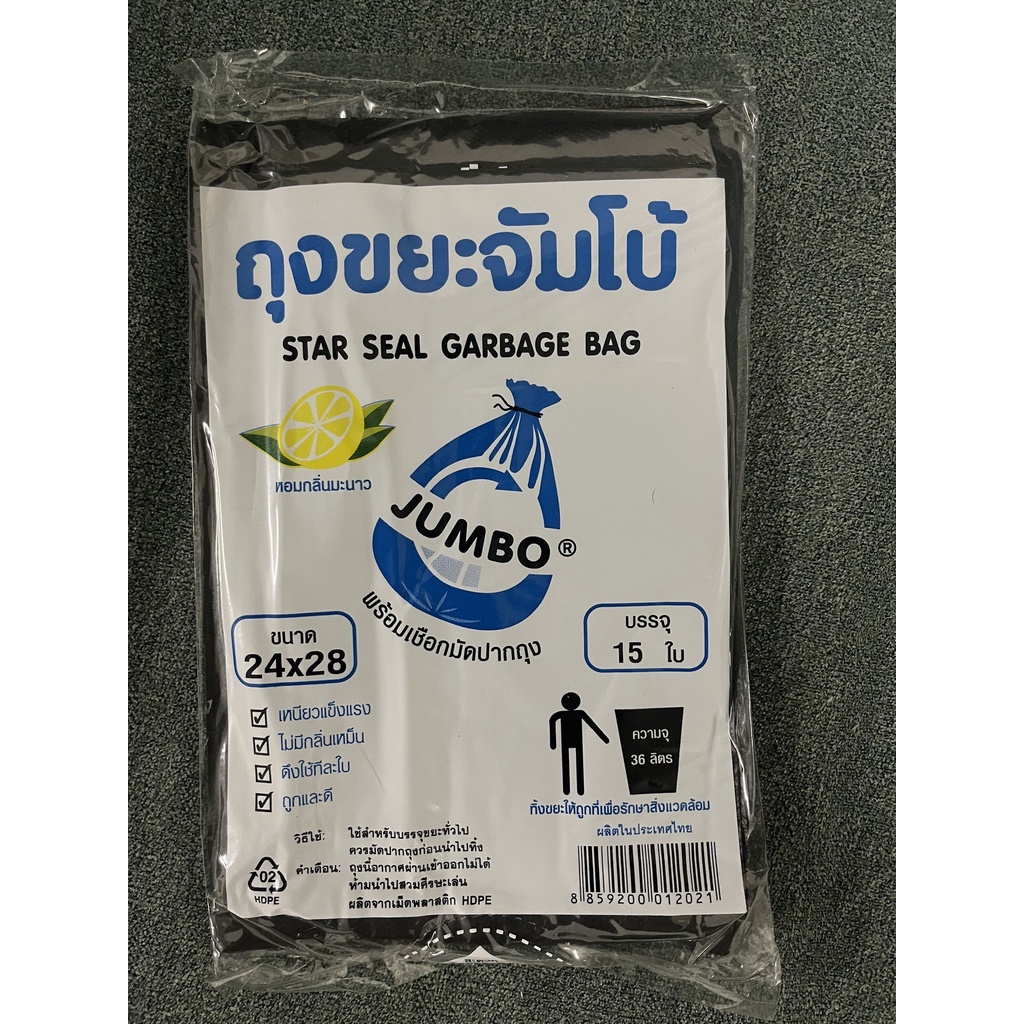 ถุงขยะจัมโบ้
STAR SEAL GARBAGE BAG
หอมกลิ่นมะนาว
JUMBO®
พร้อมเชือกมัดปากถุง
ขนาด
24x28
บรรจุ
15 ใบ
เหนียวแข็งแรง
ไม่มีกลิ่นเหม็น
ดึงใช้ทีละใบ
ถูกและดี
ความจุ
36 ลิตร
ทิ้งขยะให้ถูกที่เพื่อรักษาสิ่งแวดล้อม
ผลิตในประเทศไทย
วิธีใช้: ใช้สำหรับบรรจุขยะทั่วไป
ควรมัดปากถุงก่อนนำไปทิ้ง
คำเตือน: ถุงนี้อากาศผ่านเข้าออกไม่ได้
ห้ามนำไปสวมศีรษะเล่น
ผลิตจากเม็ดพลาสติก HDPE
02
HDPE
8 859200 012021